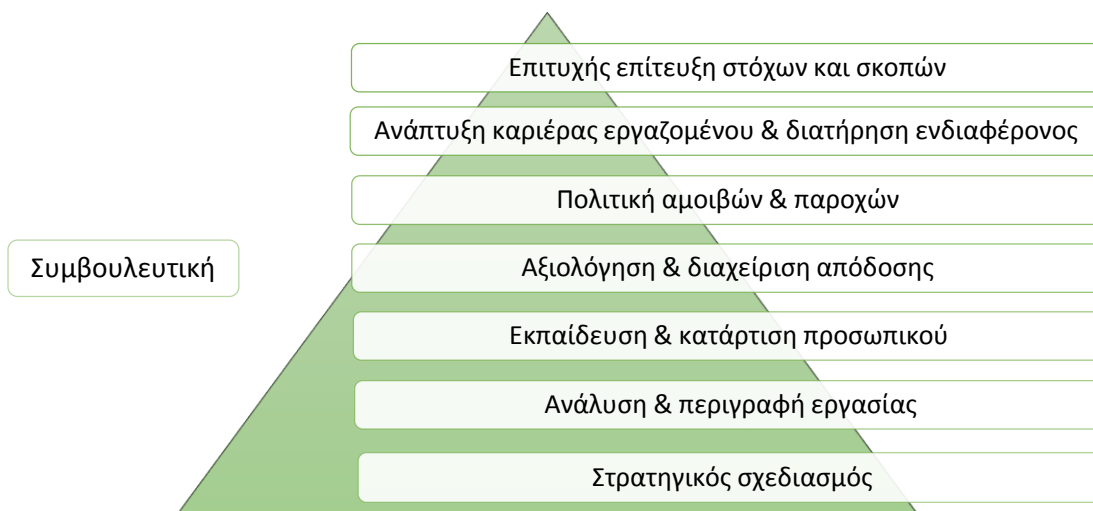 Επιτυχής επίτευξη στόχων και σκοπών
Ανάπτυξη καριέρας εργαζομένου & διατήρηση ενδιαφέρονος
Πολιτική αμοιβών & παροχών
Συμβουλευτική
Αξιολόγηση & διαχείριση απόδοσης
Εκπαίδευση & κατάρτιση προσωπικού
Ανάλυση & περιγραφή εργασίας
Στρατηγικός σχεδιασμός